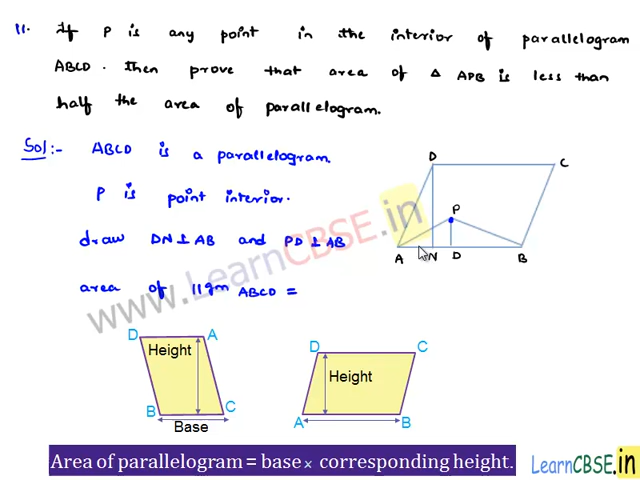 11. If P is any point in the interior of parallelogram
ABCD. then prove that area of Δ APB is less than
half the area of parallelogram.
Sol:- ABCD is a parallelogram.
P is point interior.
draw DN ⊥ AB and PD ⊥ AB
area of 11gm ABCD =
D C
P
A N D B
www.LearnCBSE.in
D A
Height
B C
Base
D C
Height
A B
Area of parallelogram = base × corresponding height.
LearnCBSE.in